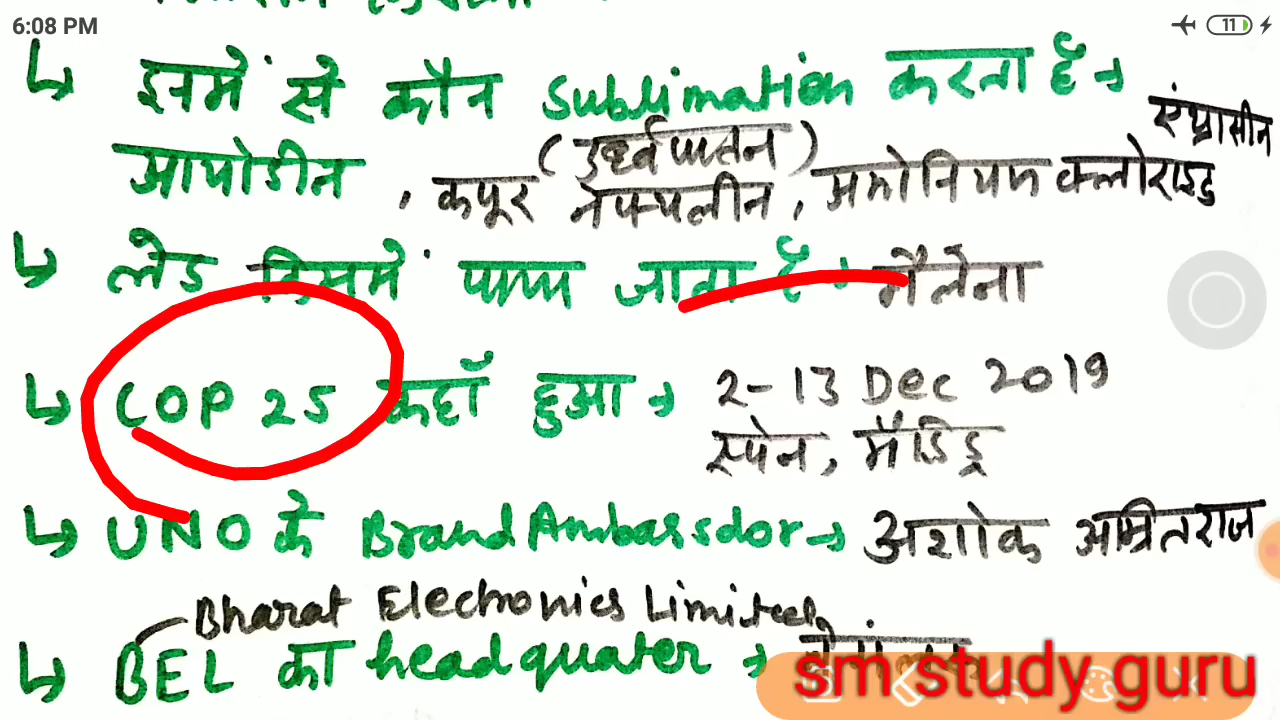 6:08 PM
11
↳ इनमें से कौन Sublimation करता है →
(उर्ध्वपातन)
एंथ्रासीन
आयोडीन, कपूर नेफ्थलीन, अमोनियम क्लोराइड
↳ लेड किसमें पाया जाता है → गैलेना
↳ COP 25 कहाँ हुआ → 2-13 Dec 2019
स्पेन, मैड्रिड
↳ UNO के Brand Ambassdor → अशोक अम्रितराज
Bharat Electronics Limited
↳ BEL का headquater →
sm study guru